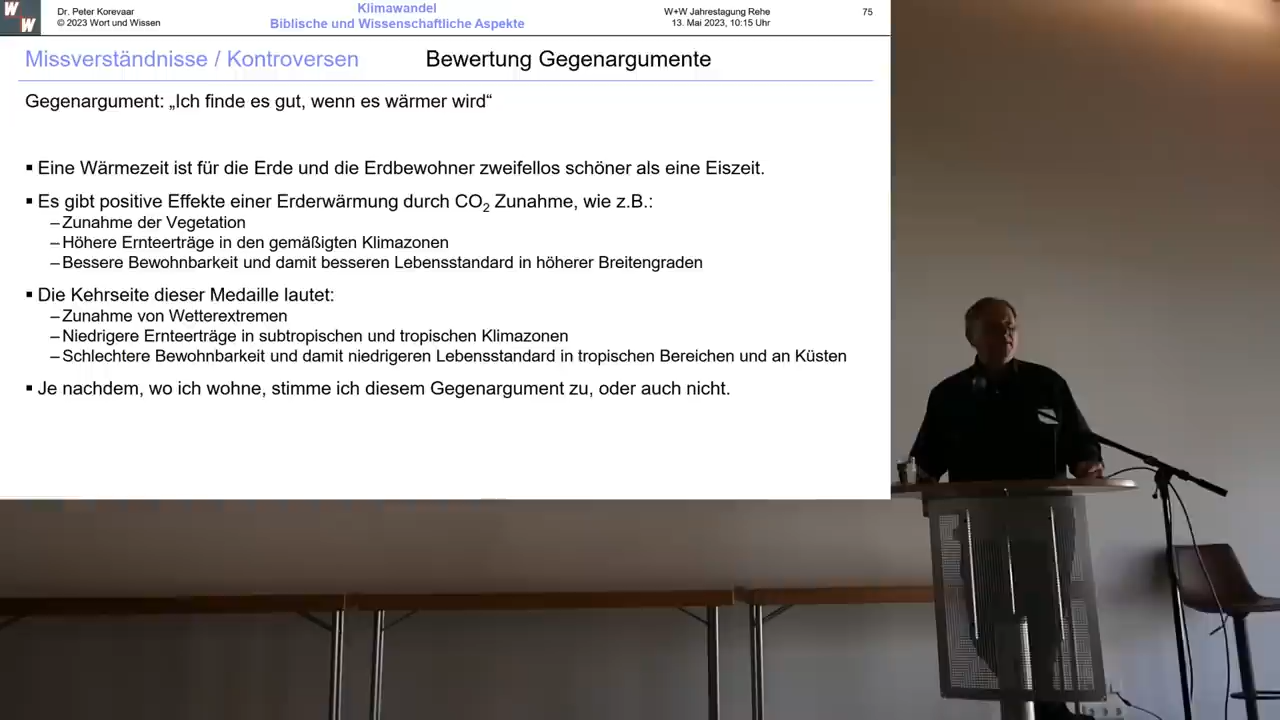 W
W
Dr. Peter Korevaar
© 2023 Wort und Wissen
Klimawandel
Biblische und Wissenschaftliche Aspekte
W+W Jahrestagung Rehe
13. Mai 2023, 10:15 Uhr
75
Missverständnisse / Kontroversen
Bewertung Gegenargumente
Gegenargument: „Ich finde es gut, wenn es wärmer wird“
▪ Eine Wärmezeit ist für die Erde und die Erdbewohner zweifellos schöner als eine Eiszeit.
▪ Es gibt positive Effekte einer Erderwärmung durch CO₂ Zunahme, wie z.B.:
– Zunahme der Vegetation
– Höhere Ernteerträge in den gemäßigten Klimazonen
– Bessere Bewohnbarkeit und damit besseren Lebensstandard in höherer Breitengraden
▪ Die Kehrseite dieser Medaille lautet:
– Zunahme von Wetterextremen
– Niedrigere Ernteerträge in subtropischen und tropischen Klimazonen
– Schlechtere Bewohnbarkeit und damit niedrigeren Lebensstandard in tropischen Bereichen und an Küsten
▪ Je nachdem, wo ich wohne, stimme ich diesem Gegenargument zu, oder auch nicht.